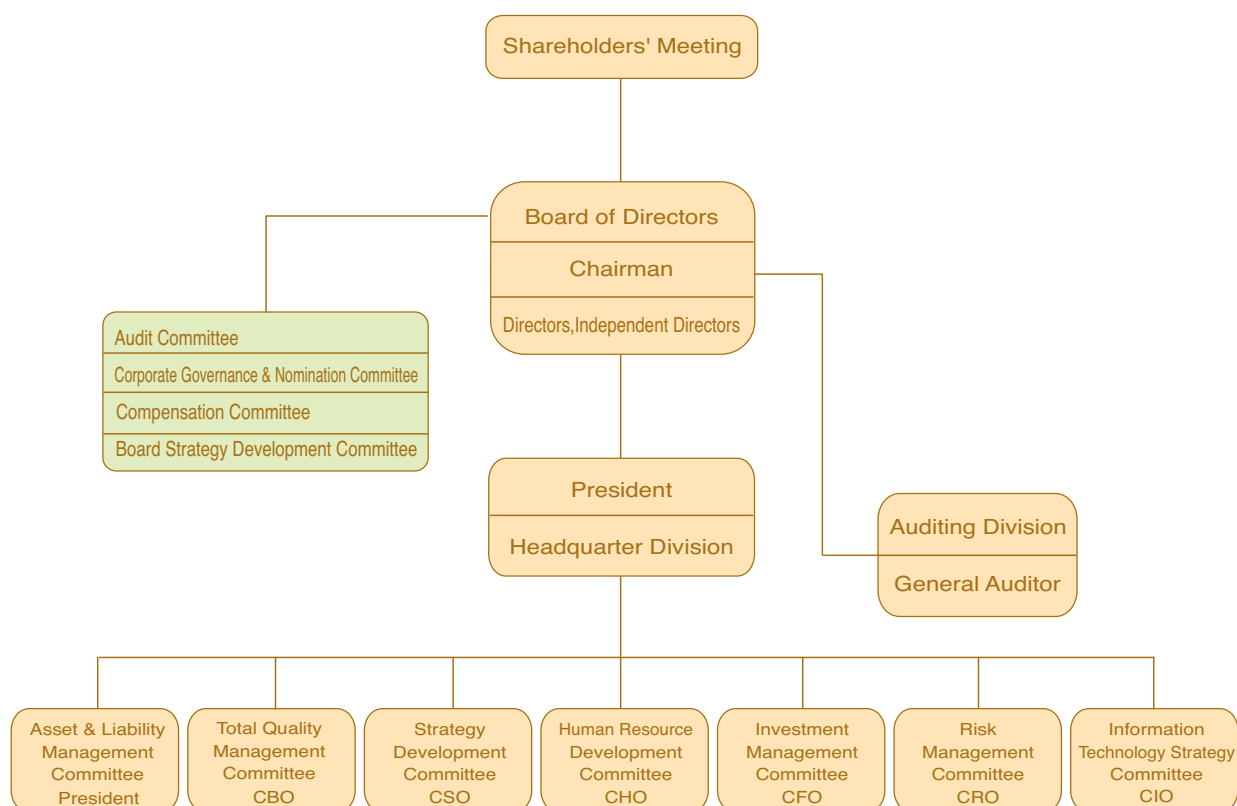 Shareholders' Meeting
Board of Directors
Chairman
Directors,Independent Directors
Audit Committee
Corporate Governance & Nomination Committee
Compensation Committee
Board Strategy Development Committee
President
Headquarter Division
Auditing Division
General Auditor
Asset & Liability
Management
Committee
President
Total Quality
Management
Committee
CBO
Strategy
Development
Committee
CSO
Human Resource
Development
Committee
CHO
Investment
Management
Committee
CFO
Risk
Management
Committee
CRO
Information
Technology Strategy
Committee
CIO